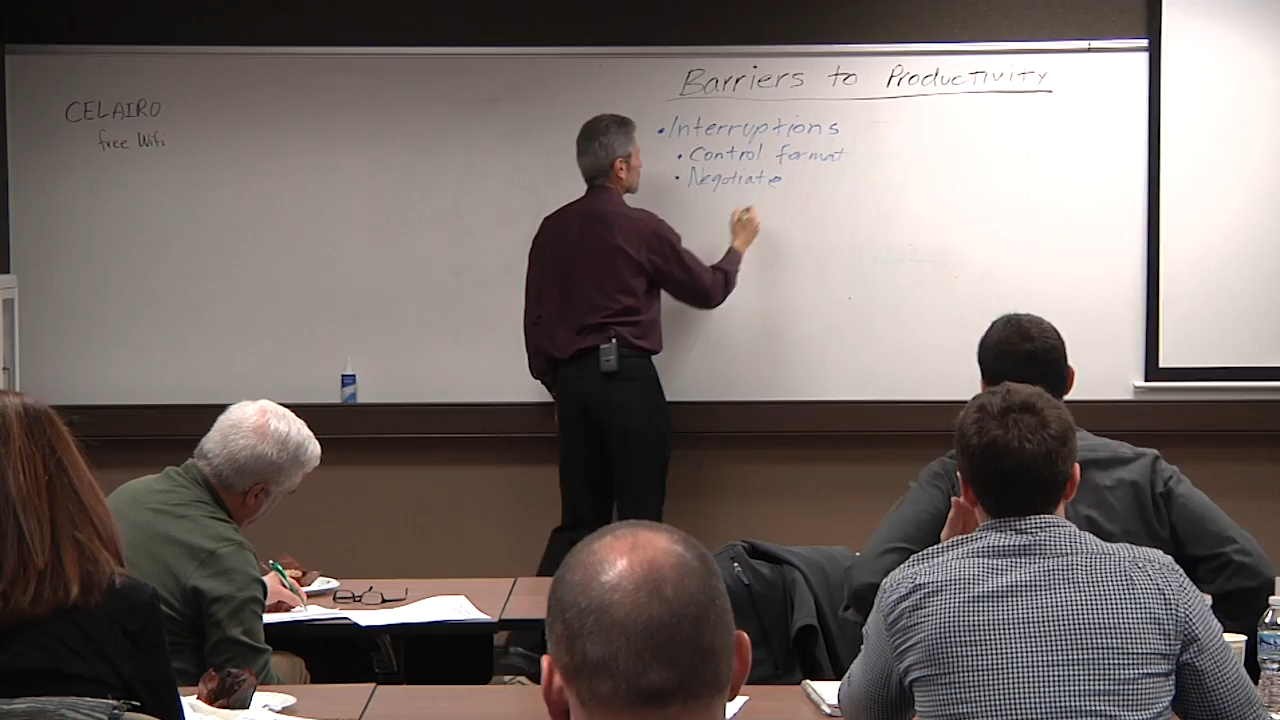 CELAIRO
free Wifi
Barriers to Productivity
• Interruptions
• Control format
• Negotiate